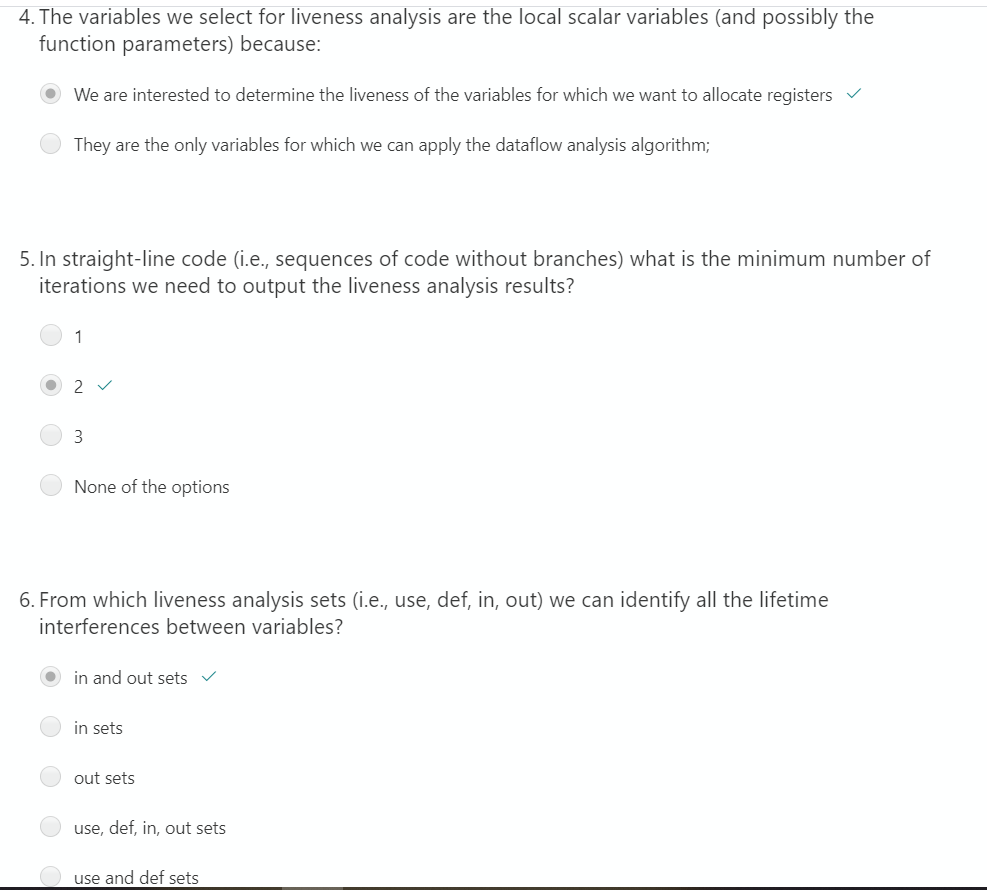 4. The variables we select for liveness analysis are the local scalar variables (and possibly the
function parameters) because:
We are interested to determine the liveness of the variables for which we want to allocate registers ✓
They are the only variables for which we can apply the dataflow analysis algorithm;
5. In straight-line code (i.e., sequences of code without branches) what is the minimum number of
iterations we need to output the liveness analysis results?
1
2 ✓
3
None of the options
6. From which liveness analysis sets (i.e., use, def, in, out) we can identify all the lifetime
interferences between variables?
in and out sets ✓
in sets
out sets
use, def, in, out sets
use and def sets